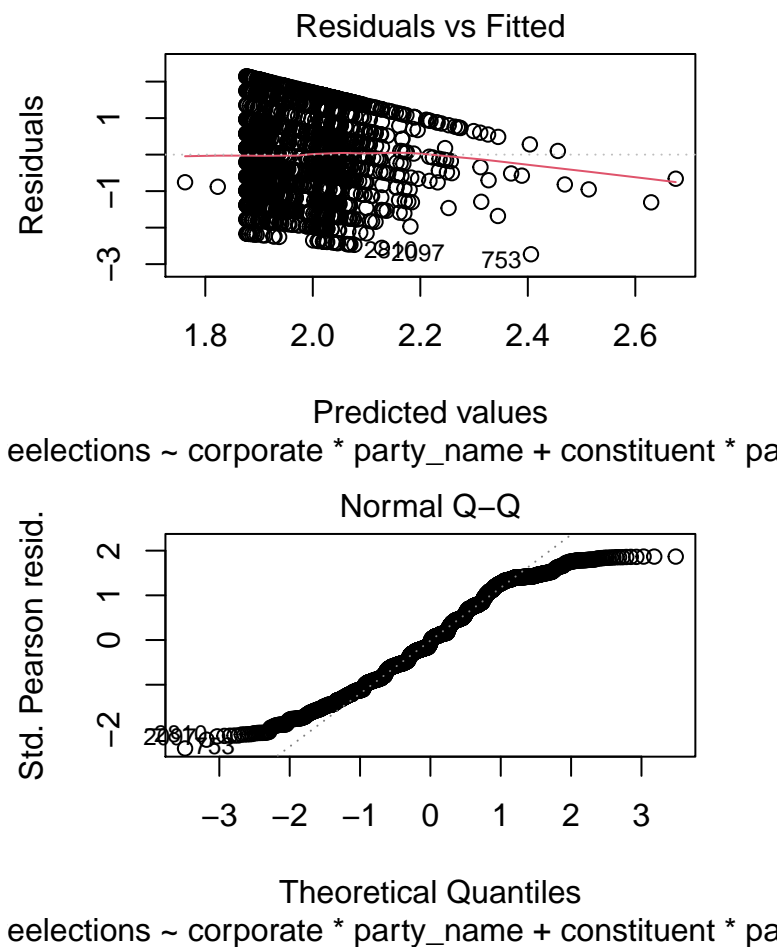 Residuals vs Fitted
Residuals
1
−1
−3
2097
753
1.8 2.0 2.2 2.4 2.6
Predicted values
eelections ~ corporate * party_name + constituent * pa
Normal Q−Q
Std. Pearson resid.
2
1
0
−2
753
−3 −2 −1 0 1 2 3
Theoretical Quantiles
eelections ~ corporate * party_name + constituent * pa